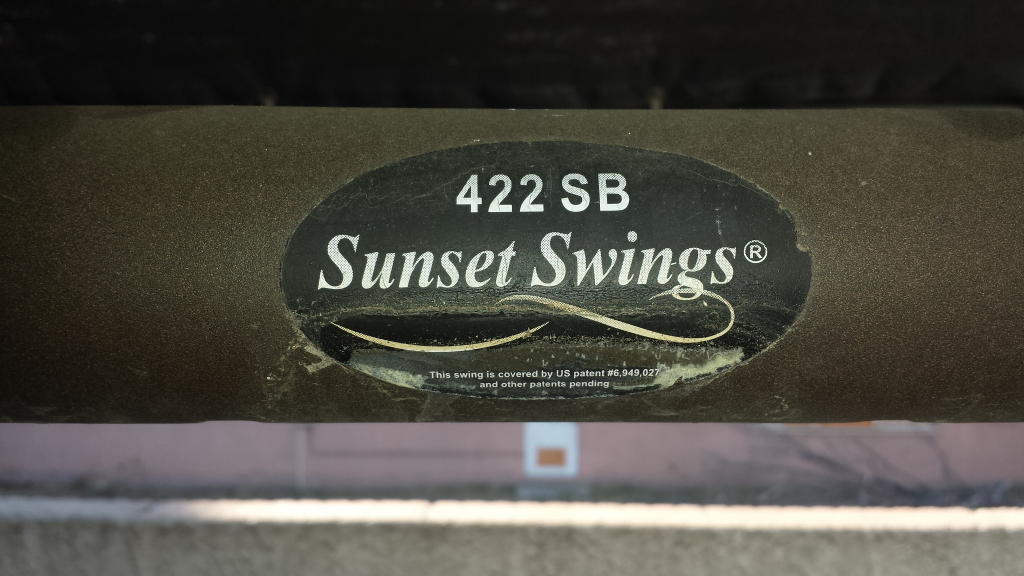 422 SB
Sunset Swings®
This swing is covered by US patent #6,949,027
and other patents pending